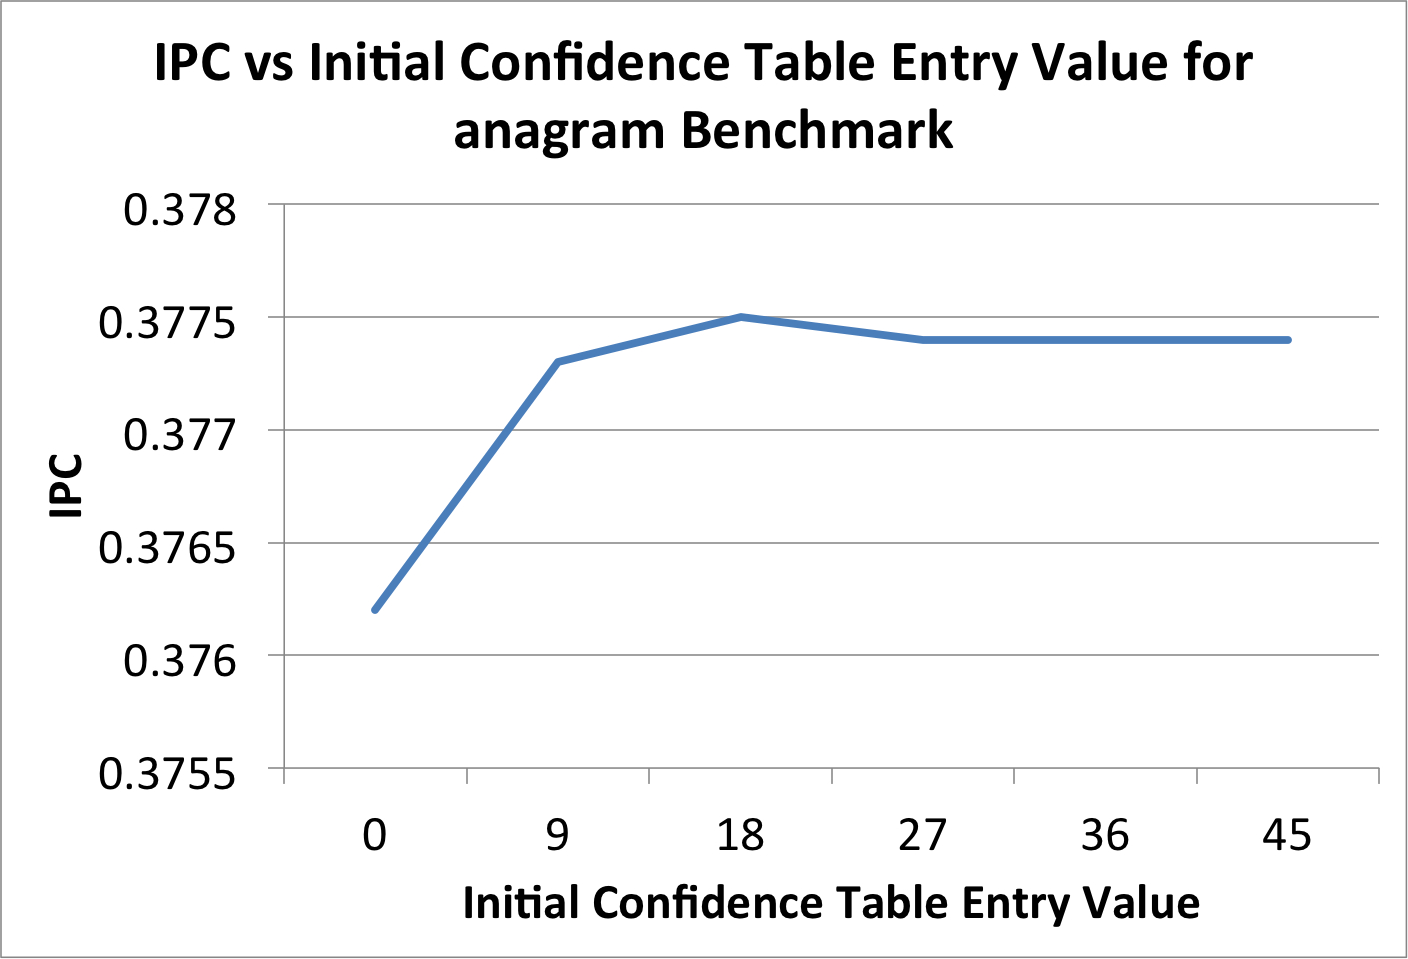 IPC vs Initial Confidence Table Entry Value for
anagram Benchmark
0.378
0.3775
0.377
0.3765
0.376
0.3755
IPC
0 9 18 27 36 45
Initial Confidence Table Entry Value